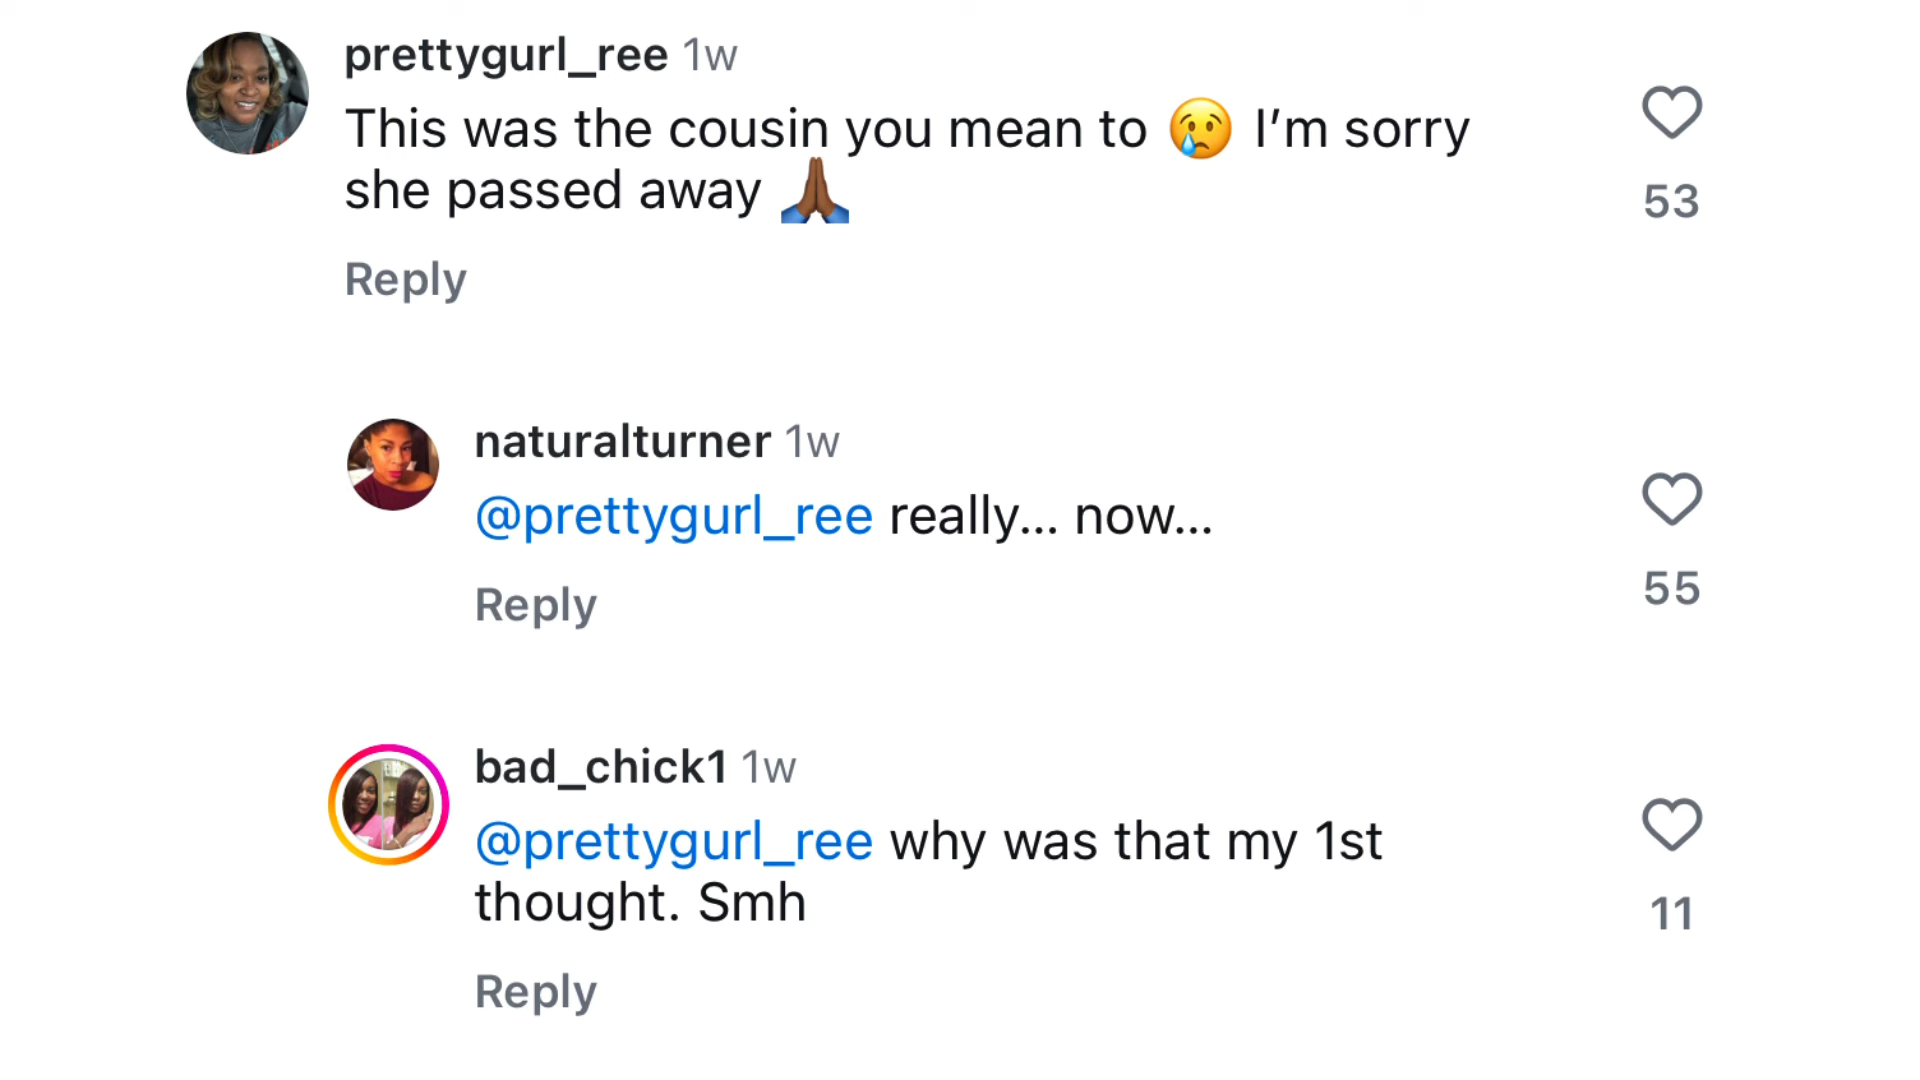 prettygurl_ree 1w
This was the cousin you mean to 😢 I’m sorry
she passed away 🙏🏾
53
Reply
naturalturner 1w
@prettygurl_ree really... now...
55
Reply
bad_chick1 1w
@prettygurl_ree why was that my 1st
thought. Smh
11
Reply